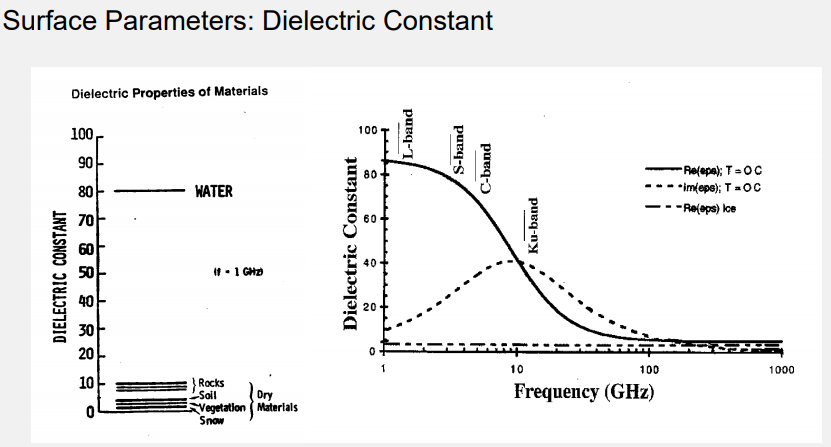 Surface Parameters: Dielectric Constant
Dielectric Properties of Materials
DIELECTRIC CONSTANT
100
90
80
70
60
50
40
30
20
10
0
WATER
(f - 1 GHz)
Rocks
Soil
Vegetation
Snow
Dry
Materials
Dielectric Constant
100
80
60
40
20
0
L-band
S-band
C-band
Ku-band
Re(eps); T = 0 C
Im(eps); T = 0 C
Re(eps) Ice
1
10
100
1000
Frequency (GHz)